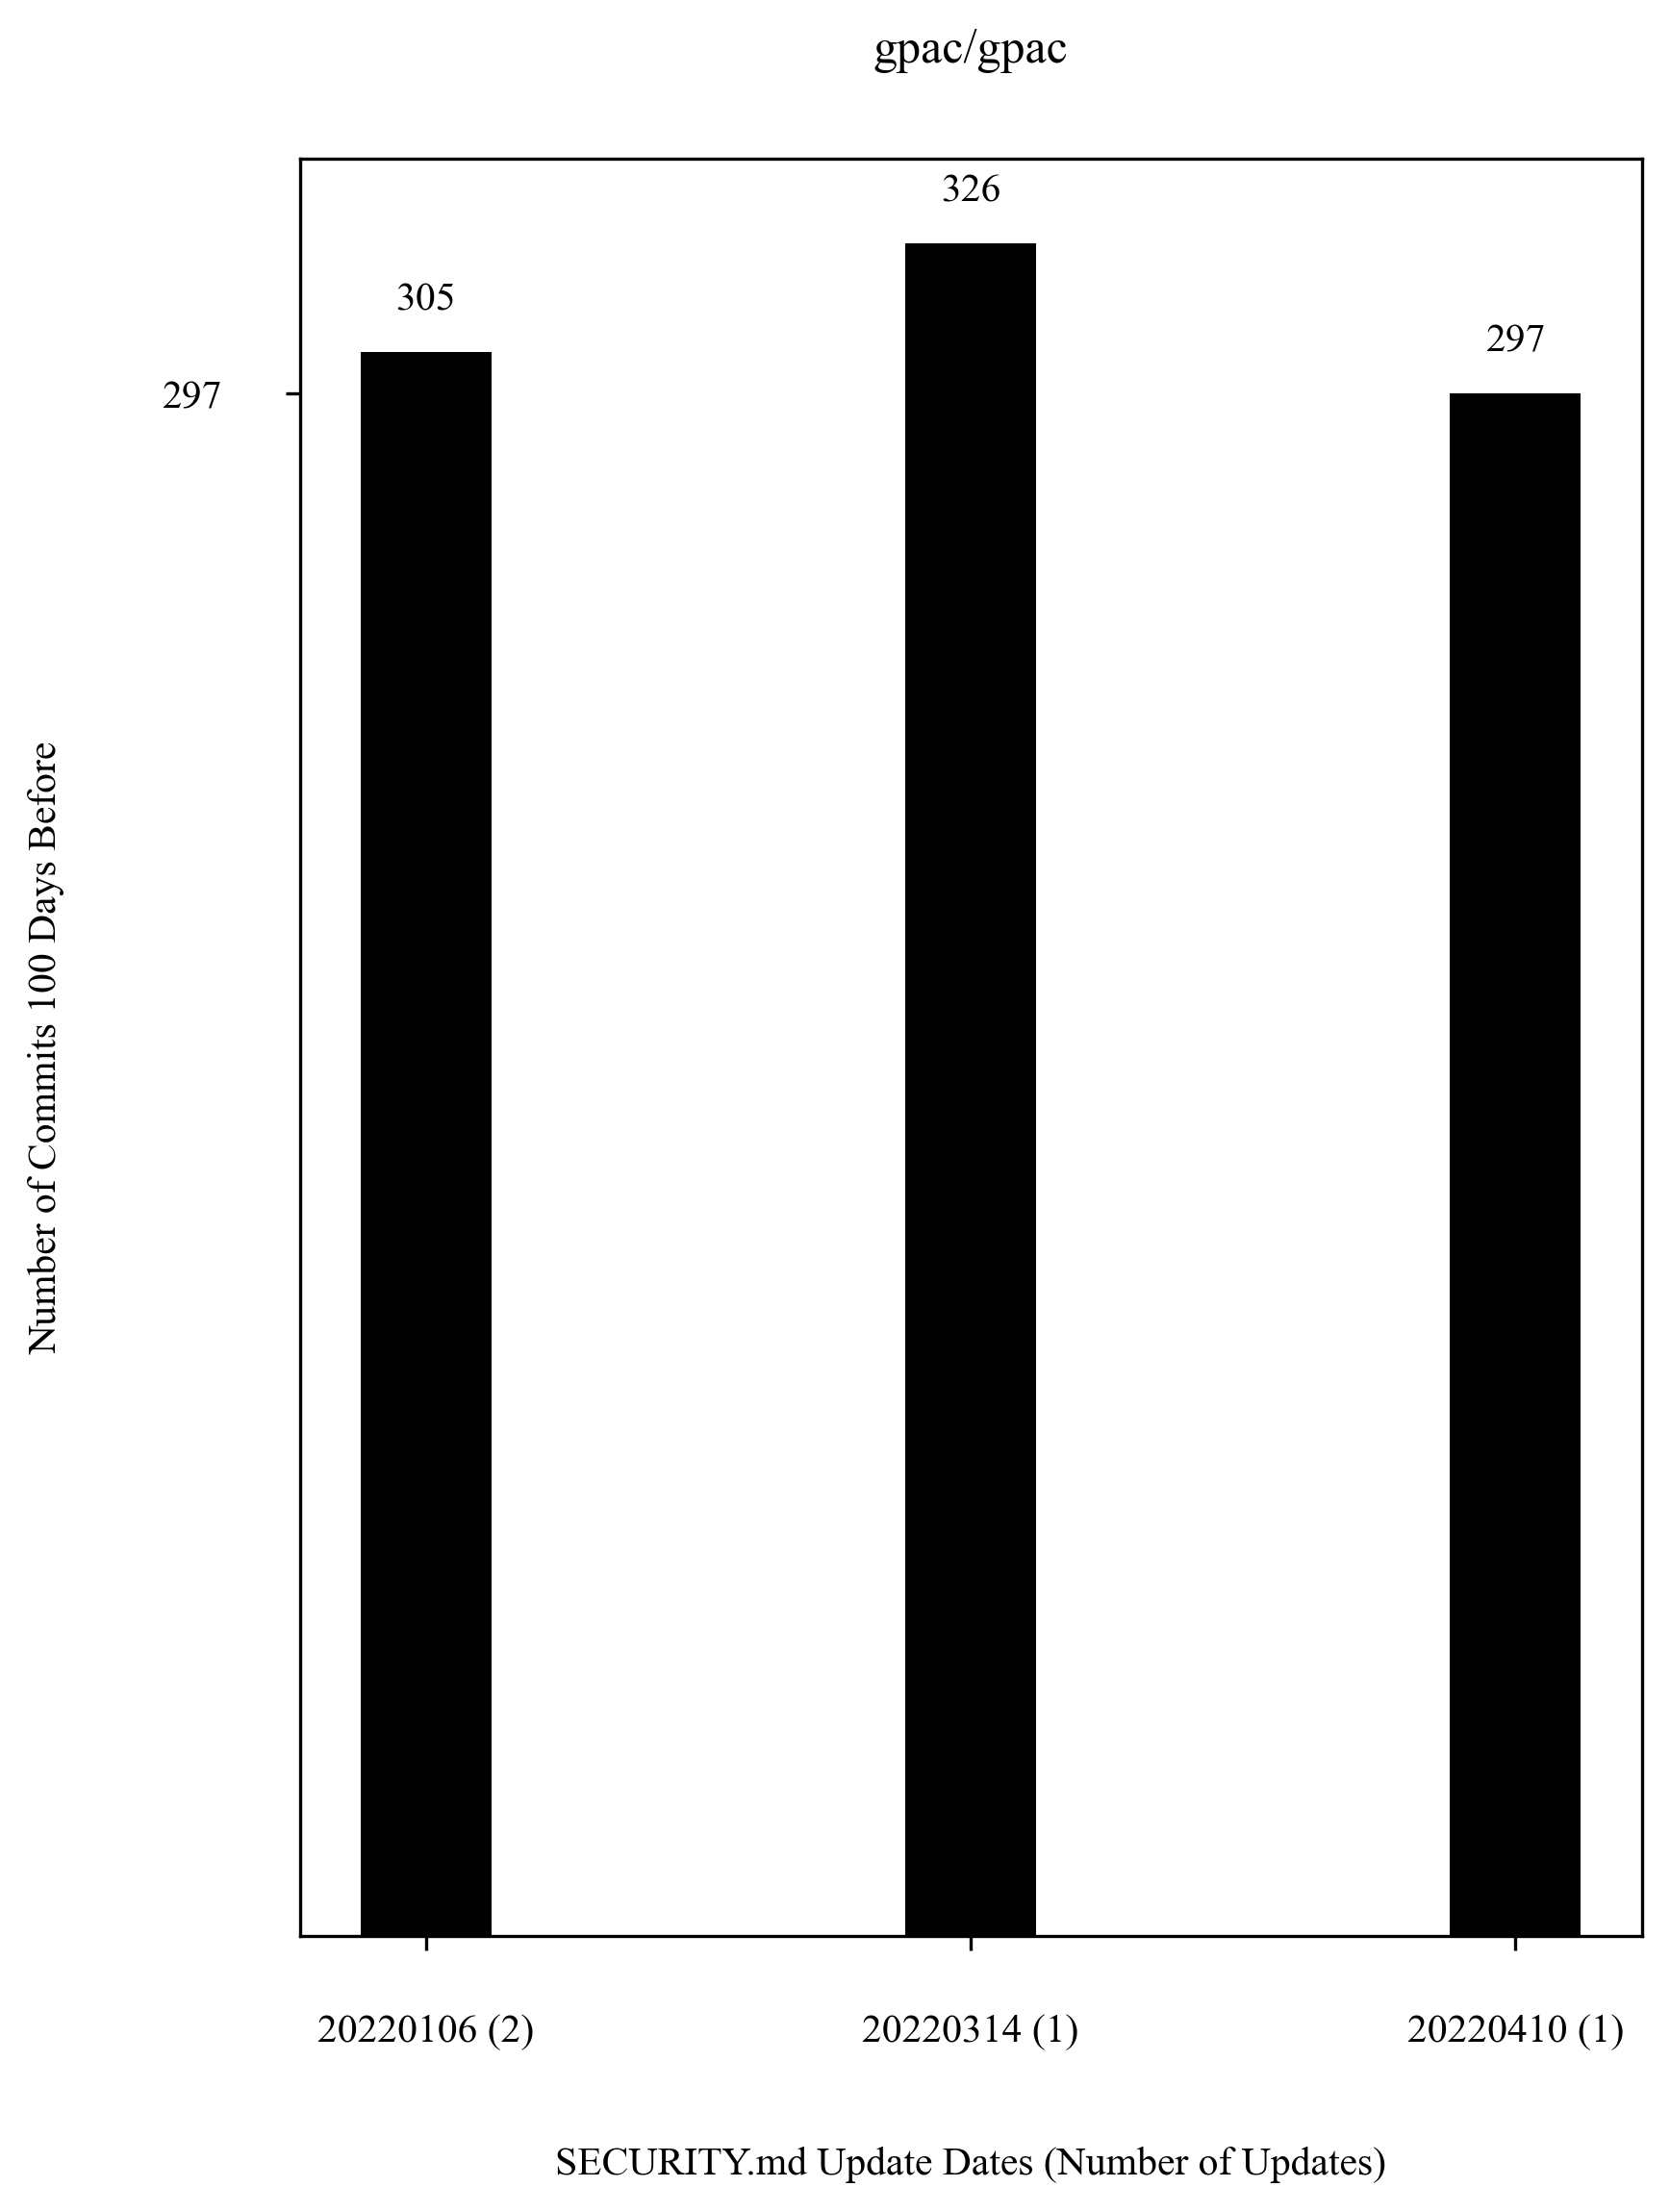 gpac/gpac
326
305
297
297
Number of Commits 100 Days Before
20220106 (2)
20220314 (1)
20220410 (1)
SECURITY.md Update Dates (Number of Updates)